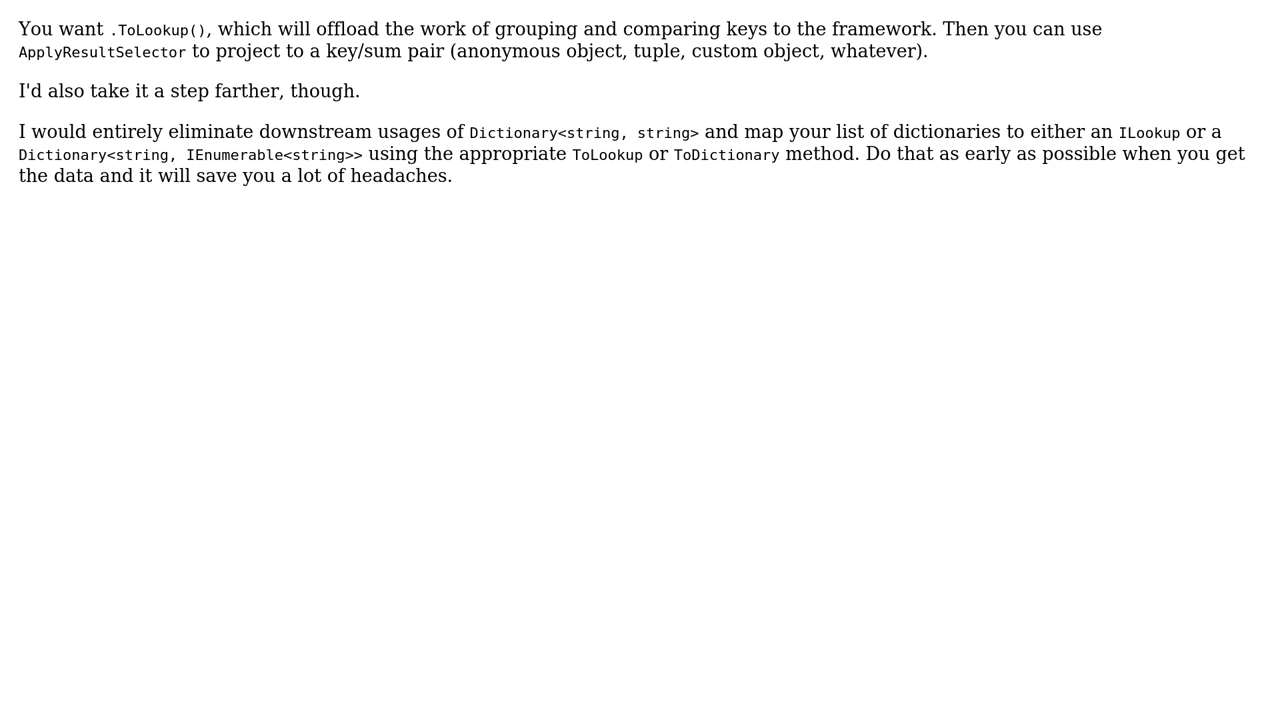 You want .ToLookup(), which will offload the work of grouping and comparing keys to the framework. Then you can use
ApplyResultSelector to project to a key/sum pair (anonymous object, tuple, custom object, whatever).
I'd also take it a step farther, though.
I would entirely eliminate downstream usages of Dictionary<string, string> and map your list of dictionaries to either an ILookup or a
Dictionary<string, IEnumerable<string>> using the appropriate ToLookup or ToDictionary method. Do that as early as possible when you get
the data and it will save you a lot of headaches.